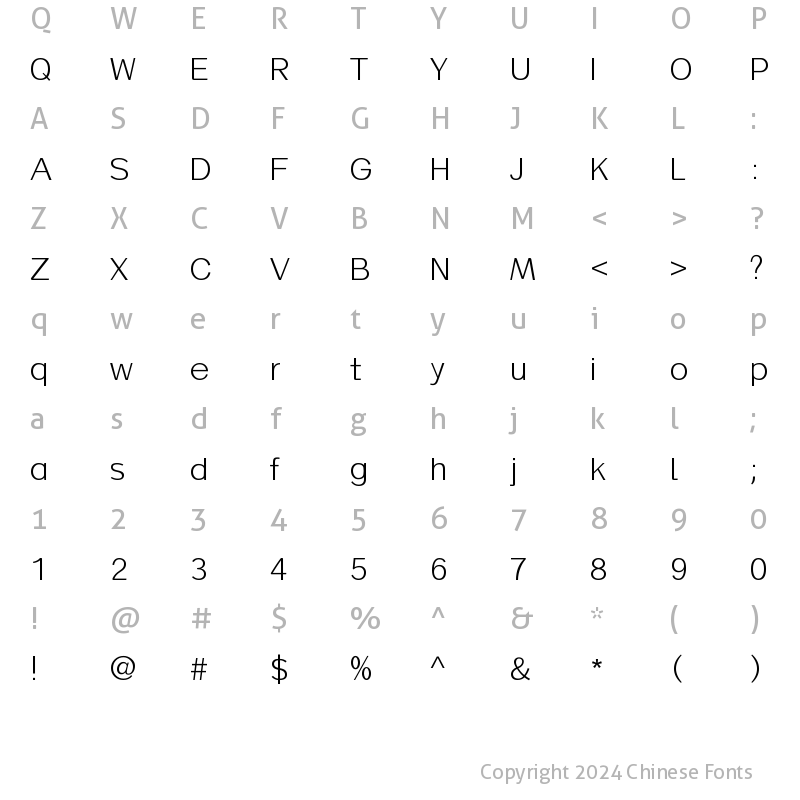 Q W E R T Y U I O P
Q W E R T Y U I O P
A S D F G H J K L :
A S D F G H J K L :
Z X C V B N M < > ?
Z X C V B N M < > ?
q w e r t y u i o p
q w e r t y u i o p
a s d f g h j k l ;
a s d f g h j k l ;
1 2 3 4 5 6 7 8 9 0
1 2 3 4 5 6 7 8 9 0
! @ # $ % ^ & * ( )
! @ # $ % ^ & * ( )
Copyright 2024 Chinese Fonts